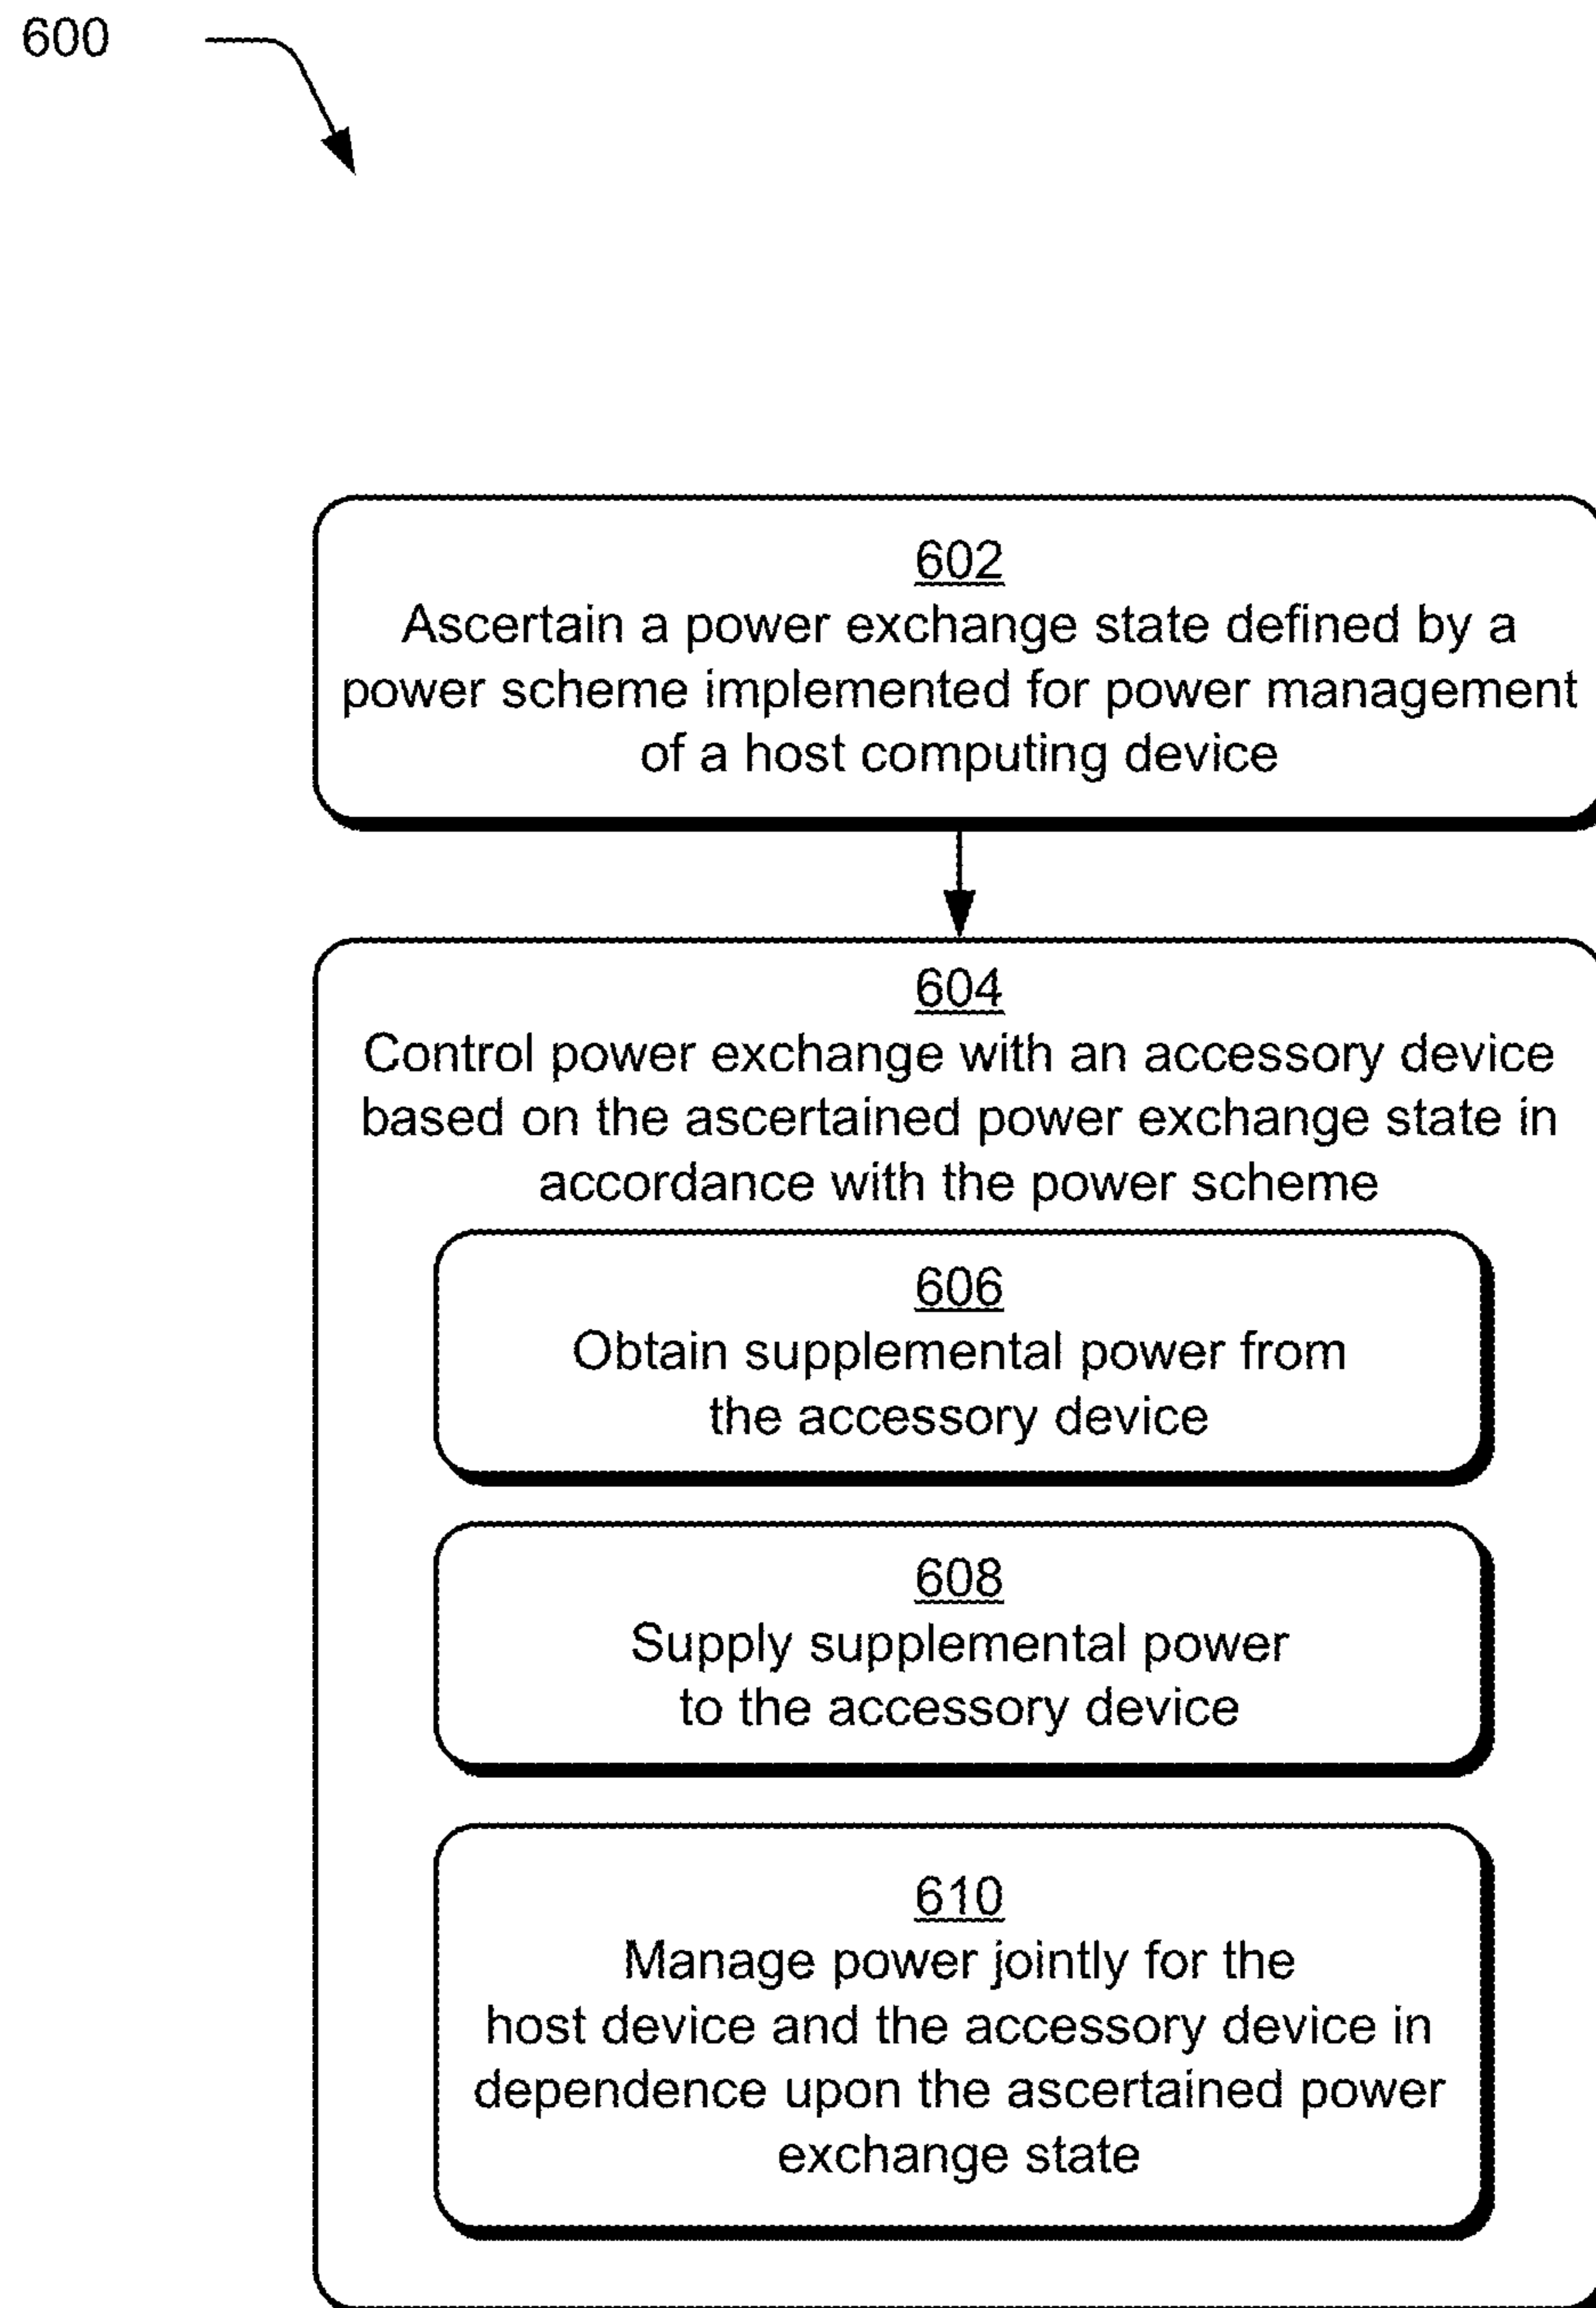 600
602
Ascertain a power exchange state defined by a
power scheme implemented for power management
of a host computing device
604
Control power exchange with an accessory device
based on the ascertained power exchange state in
accordance with the power scheme
606
Obtain supplemental power from
the accessory device
608
Supply supplemental power
to the accessory device
610
Manage power jointly for the
host device and the accessory device in
dependence upon the ascertained power
exchange state